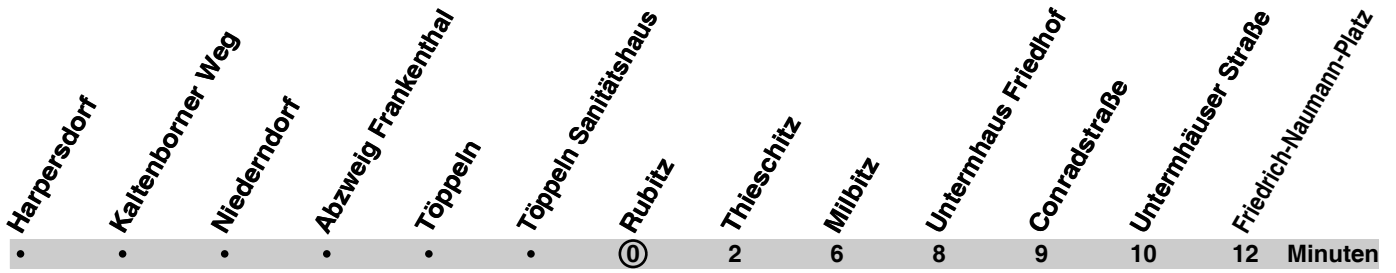 Harpersdorf
Kaltenborner Weg
Niederndorf
Abzweig Frankenthal
Töppeln
Töppeln Sanitätshaus
Rubitz
Thieschitz
Milbitz
Untermhaus Friedhof
Conradstraße
Untermhäuser Straße
Friedrich-Naumann-Platz
• • • • • • 0 2 6 8 9 10 12 Minuten